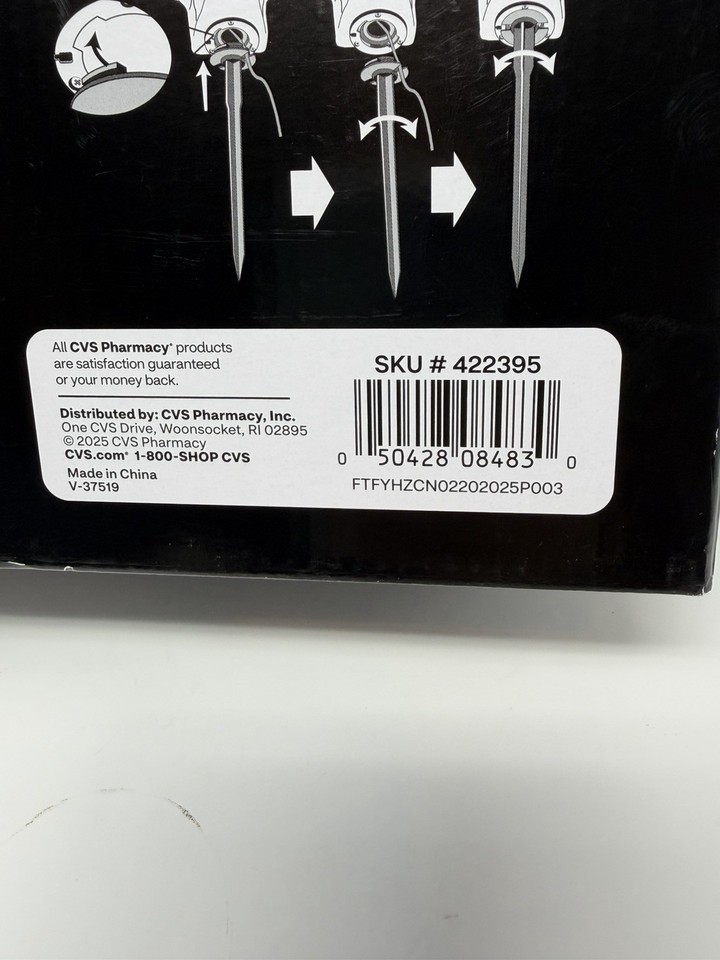 All CVS Pharmacy® products
are satisfaction guaranteed
or your money back.
Distributed by: CVS Pharmacy, Inc.
One CVS Drive, Woonsocket, RI 02895
© 2025 CVS Pharmacy
CVS.com® 1-800-SHOP CVS
Made in China
V-37519
SKU # 422395
0 50428 08483 0
FTFYHZCN02202025P003